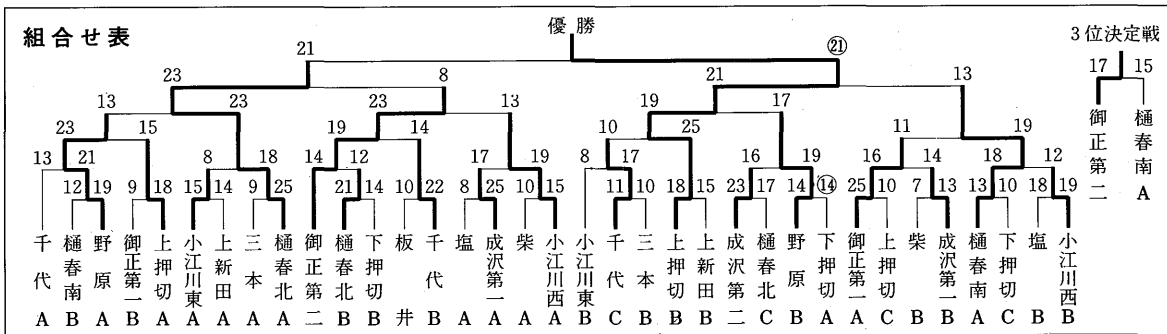 組合せ表
優勝
3位決定戦
21 ㉑
17 15
23 8 21 13
13 23 23 13 19 17 11 19
23 15 8 18 19 14 17 19 10 25 16 19 16 14 18 12
13 21 14 12 8 17
12 19 9 18 15 14 9 25 21 14 10 22 8 25 10 15 11 10 18 15 23 17 14 ⑭ 25 10 7 13 13 10 18 19
千代A
樋春南B
野原A
御正第一B
上押切A
小江川東A
上新田A
三本A
樋春北A
御正第二
樋春北B
下押切B
板井
千代B
塩A
成沢第一A
柴A
小江川西A
小江川東B
千代C
三本B
上押切B
上新田B
成沢第二
樋春北C
野原B
下押切A
御正第一A
上押切C
柴B
成沢第一B
樋春南A
下押切C
塩B
小江川西B
御正第二
樋春南A